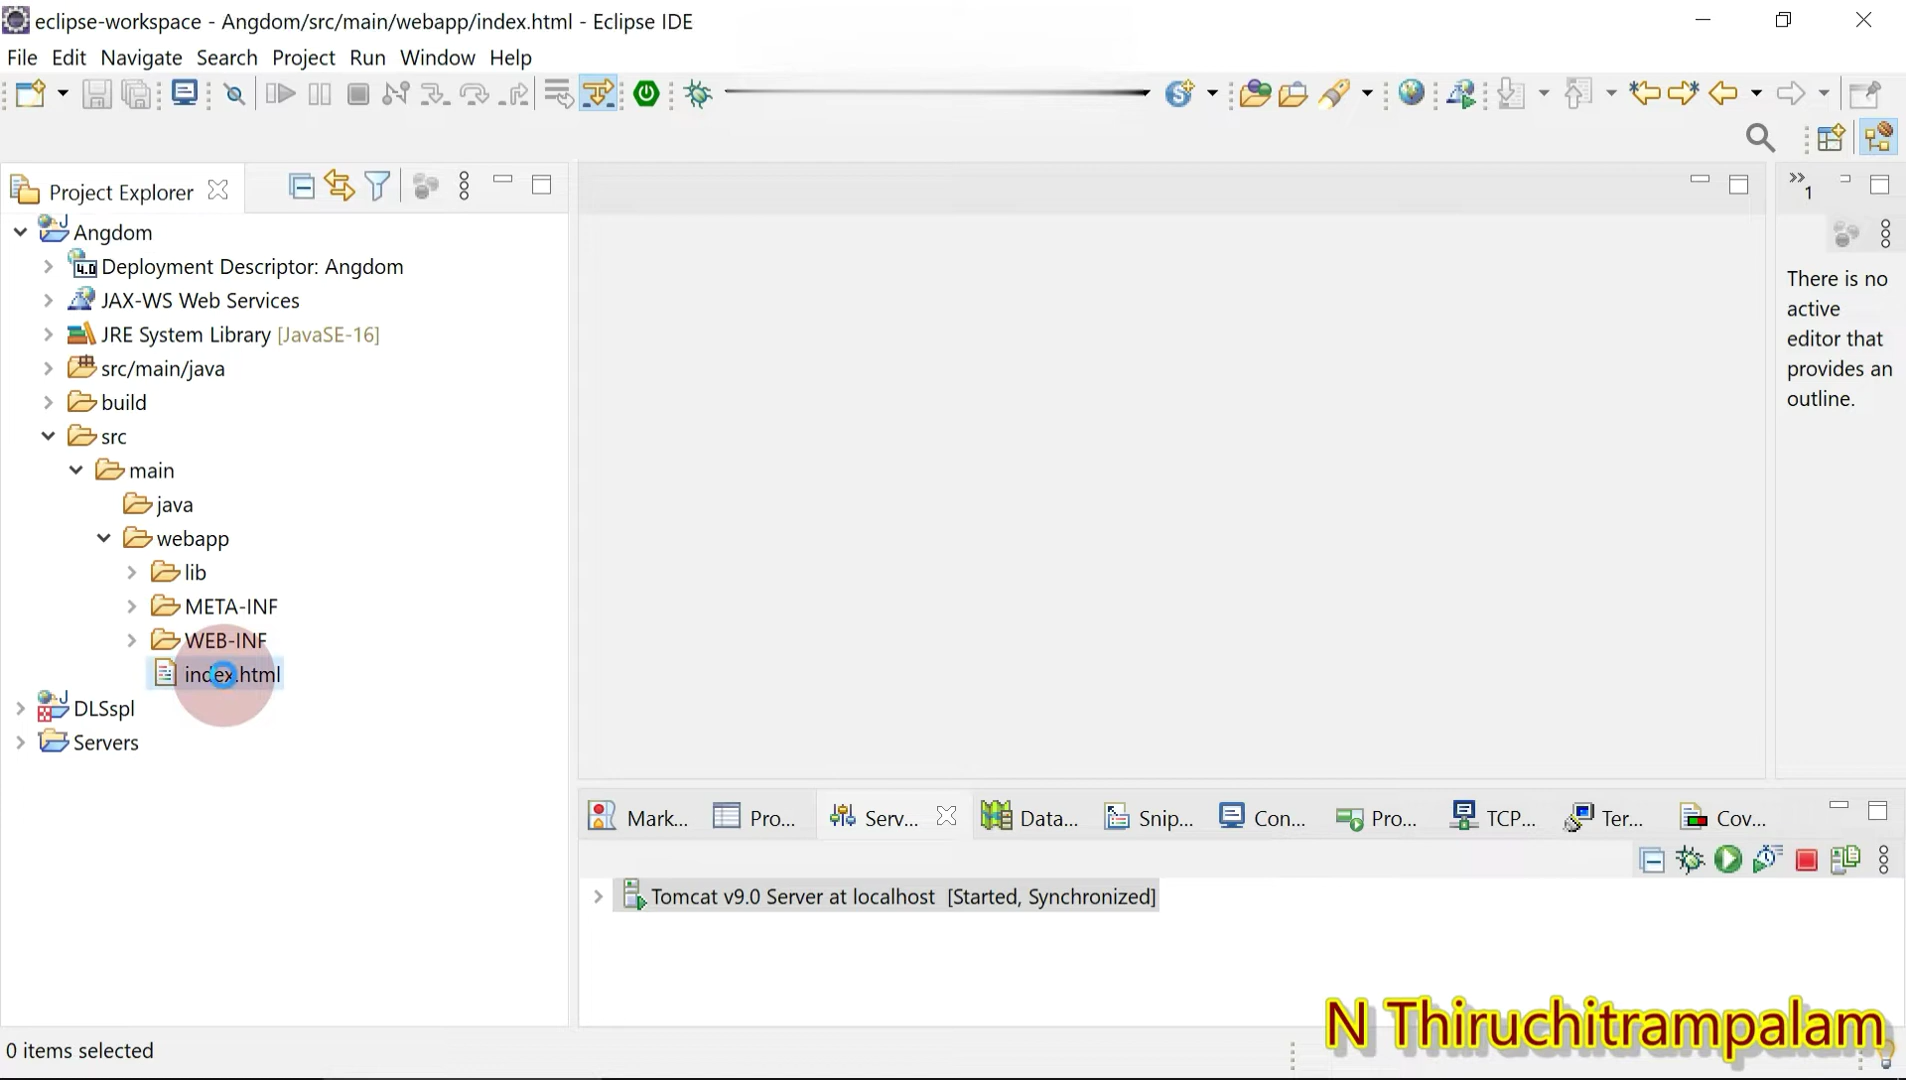 eclipse-workspace - Angdom/src/main/webapp/index.html - Eclipse IDE
File Edit Navigate Search Project Run Window Help
Project Explorer
1
Angdom
4.0 Deployment Descriptor: Angdom
JAX-WS Web Services
JRE System Library [JavaSE-16]
src/main/java
build
src
main
java
webapp
lib
META-INF
WEB-INF
index.html
DLSspl
Servers
There is no
active
editor that
provides an
outline.
Mark... Pro... Serv... Data... Snip... Con... Pro... TCP... Ter... Cov...
Tomcat v9.0 Server at localhost [Started, Synchronized]
N Thiruchitrampalam
0 items selected